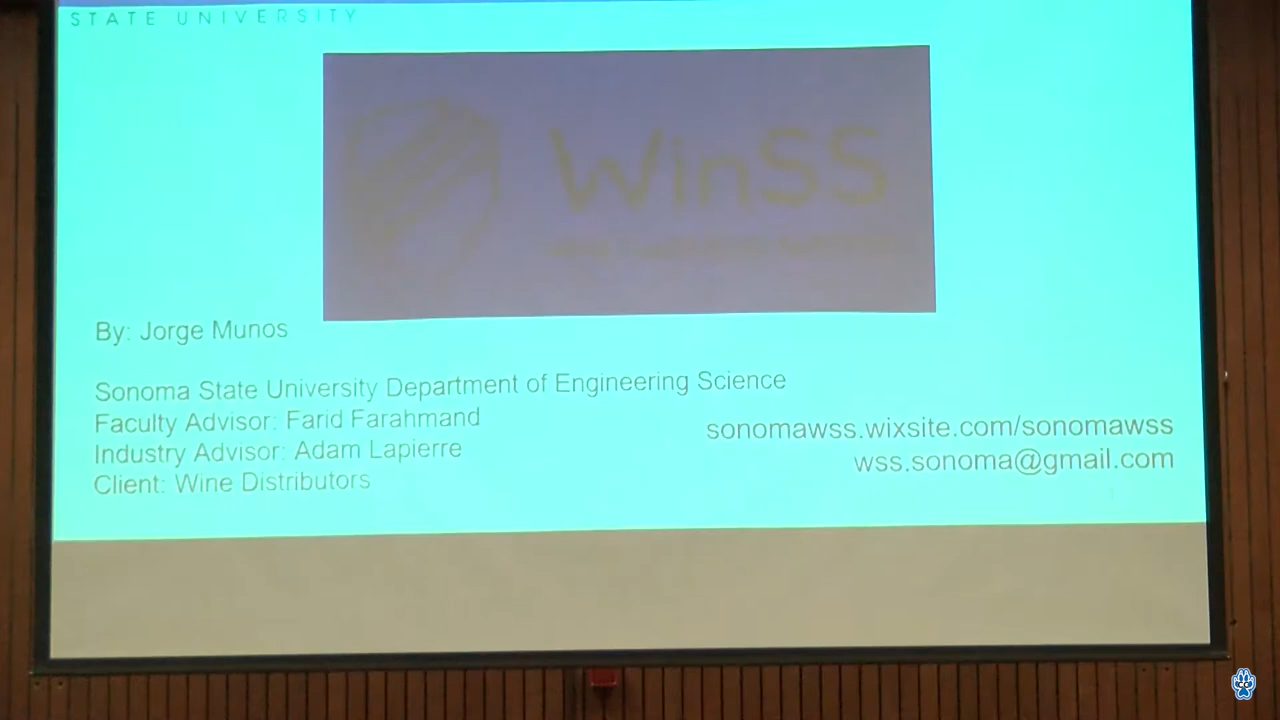 STATE UNIVERSITY
WinSS
By: Jorge Munos
Sonoma State University Department of Engineering Science
Faculty Advisor: Farid Farahmand
Industry Advisor: Adam Lapierre
Client: Wine Distributors
sonomawss.wixsite.com/sonomawss
wss.sonoma@gmail.com